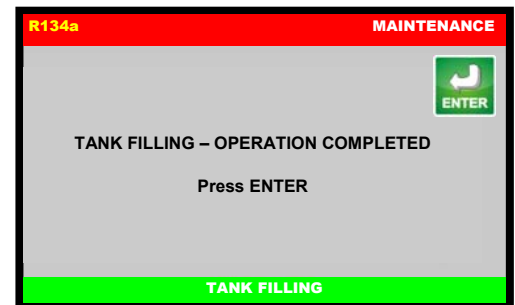 R134a MAINTENANCE
ENTER
TANK FILLING – OPERATION COMPLETED
Press ENTER
TANK FILLING